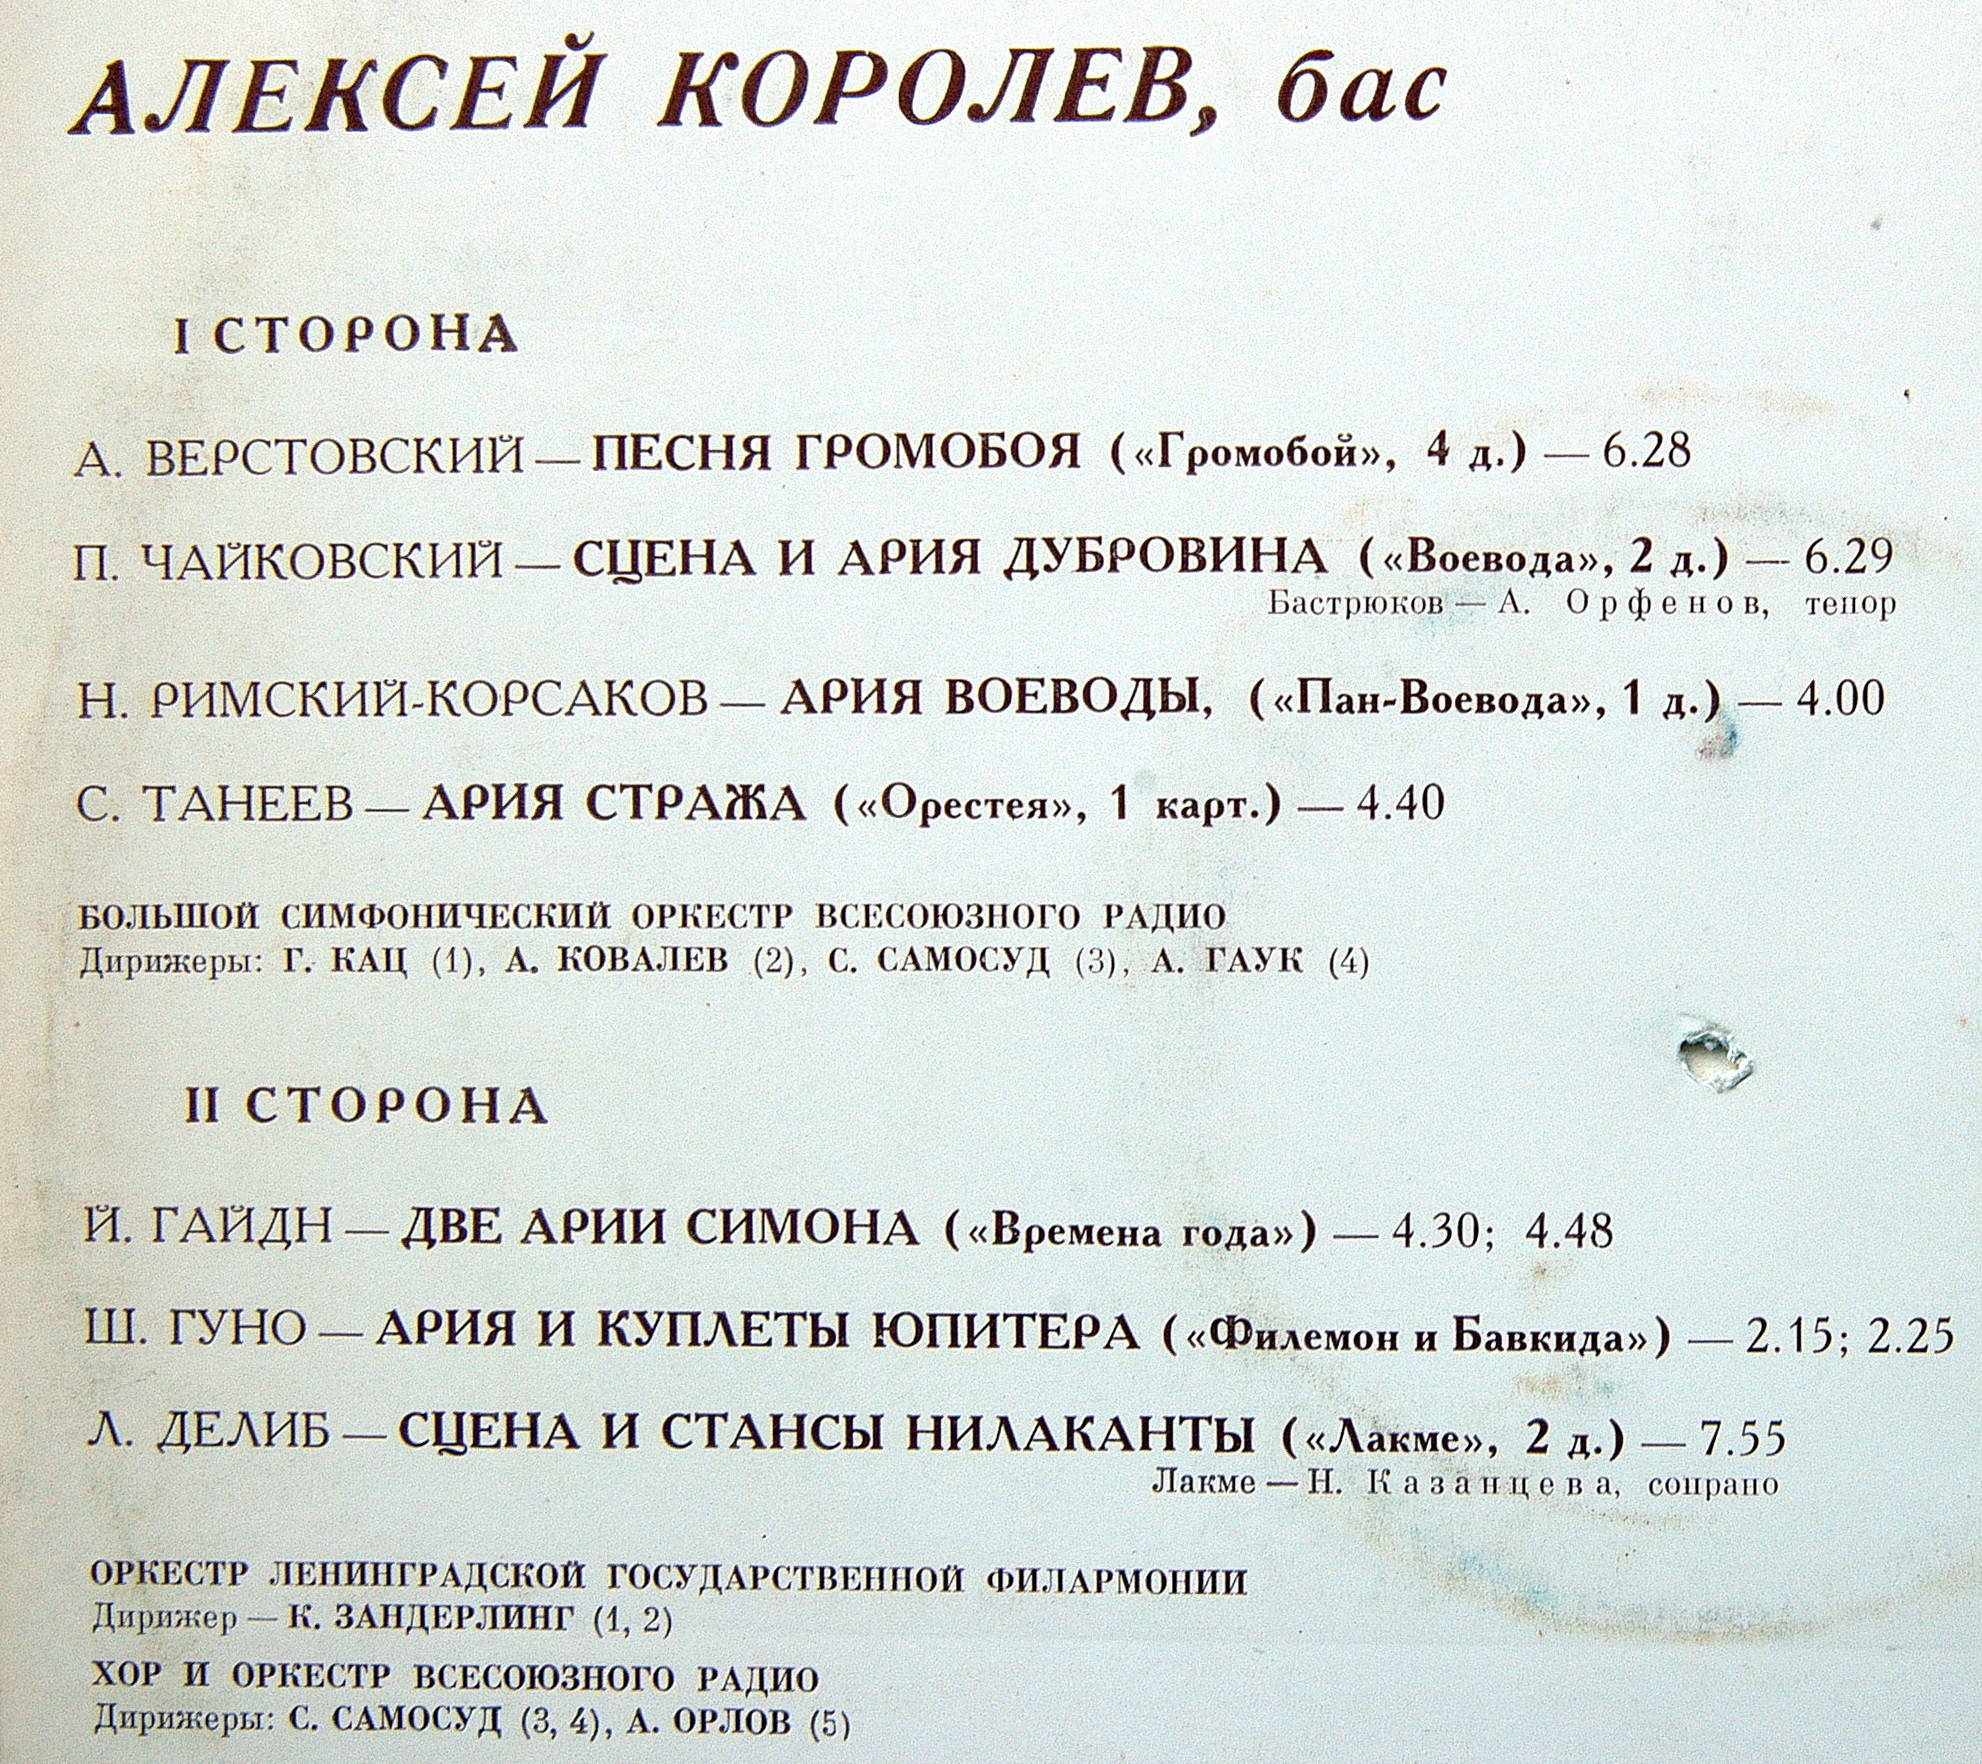 АЛЕКСЕЙ КОРОЛЕВ, бас
I СТОРОНА
А. ВЕРСТОВСКИЙ — ПЕСНЯ ГРОМОБОЯ («Громобой», 4 д.) — 6.28
П. ЧАЙКОВСКИЙ — СЦЕНА И АРИЯ ДУБРОВИНА («Воевода», 2 д.) — 6.29
Бастрюков — А. Орфенов, тенор
Н. РИМСКИЙ-КОРСАКОВ — АРИЯ ВОЕВОДЫ, («Пан-Воевода», 1 д.) — 4.00
С. ТАНЕЕВ — АРИЯ СТРАЖА («Орестея», 1 карт.) — 4.40
БОЛЬШОЙ СИМФОНИЧЕСКИЙ ОРКЕСТР ВСЕСОЮЗНОГО РАДИО
Дирижеры: Г. КАЦ (1), А. КОВАЛЕВ (2), С. САМОСУД (3), А. ГАУК (4)
II СТОРОНА
Й. ГАЙДН — ДВЕ АРИИ СИМОНА («Времена года») — 4.30; 4.48
Ш. ГУНО — АРИЯ И КУПЛЕТЫ ЮПИТЕРА («Филемон и Бавкида») — 2.15; 2.25
Л. ДЕЛИБ — СЦЕНА И СТАНСЫ НИЛАКАНТЫ («Лакме», 2 д.) — 7.55
Лакме — Н. Казанцева, сопрано
ОРКЕСТР ЛЕНИНГРАДСКОЙ ГОСУДАРСТВЕННОЙ ФИЛАРМОНИИ
Дирижер — К. ЗАНДЕРЛИНГ (1, 2)
ХОР И ОРКЕСТР ВСЕСОЮЗНОГО РАДИО
Дирижеры: С. САМОСУД (3, 4), А. ОРЛОВ (5)